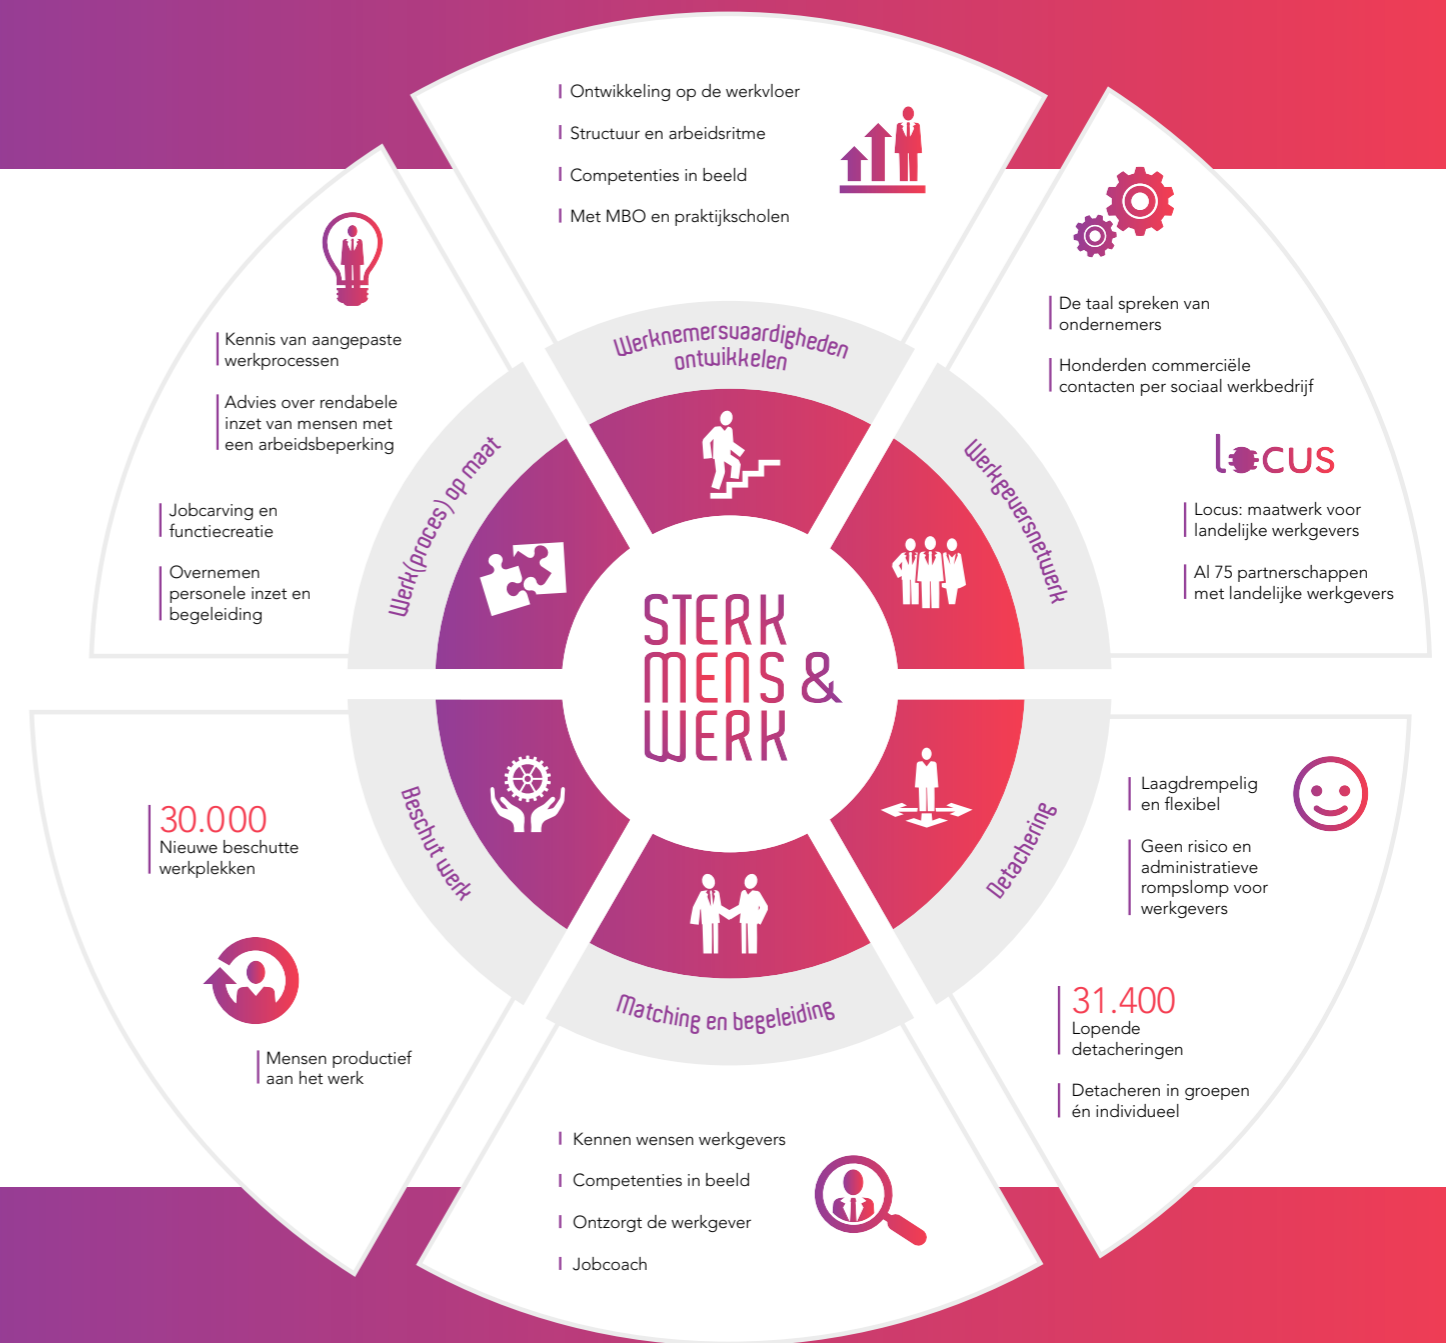 Ontwikkeling op de werkvloer
Structuur en arbeidsritme
Competenties in beeld
Met MBO en praktijkscholen
Werknemersvaardigheden
ontwikkelen
De taal spreken van
ondernemers
Honderden commerciële
contacten per sociaal werkbedrijf
locus
Locus: maatwerk voor
landelijke werkgevers
Al 75 partnerschappen
met landelijke werkgevers
Werkgeversnetwerk
Laagdrempelig
en flexibel
Geen risico en
administratieve
rompslomp voor
werkgevers
31.400
Lopende
detacheringen
Detacheren in groepen
én individueel
Detachering
Matching en begeleiding
Kennen wensen werkgevers
Competenties in beeld
Ontzorgt de werkgever
Jobcoach
Beschut werk
30.000
Nieuwe beschutte
werkplekken
Mensen productief
aan het werk
Werk(proces) op maat
Kennis van aangepaste
werkprocessen
Advies over rendabele
inzet van mensen met
een arbeidsbeperking
Jobcarving en
functiecreatie
Overnemen
personele inzet en
begeleiding
STERK
MENS &
WERK